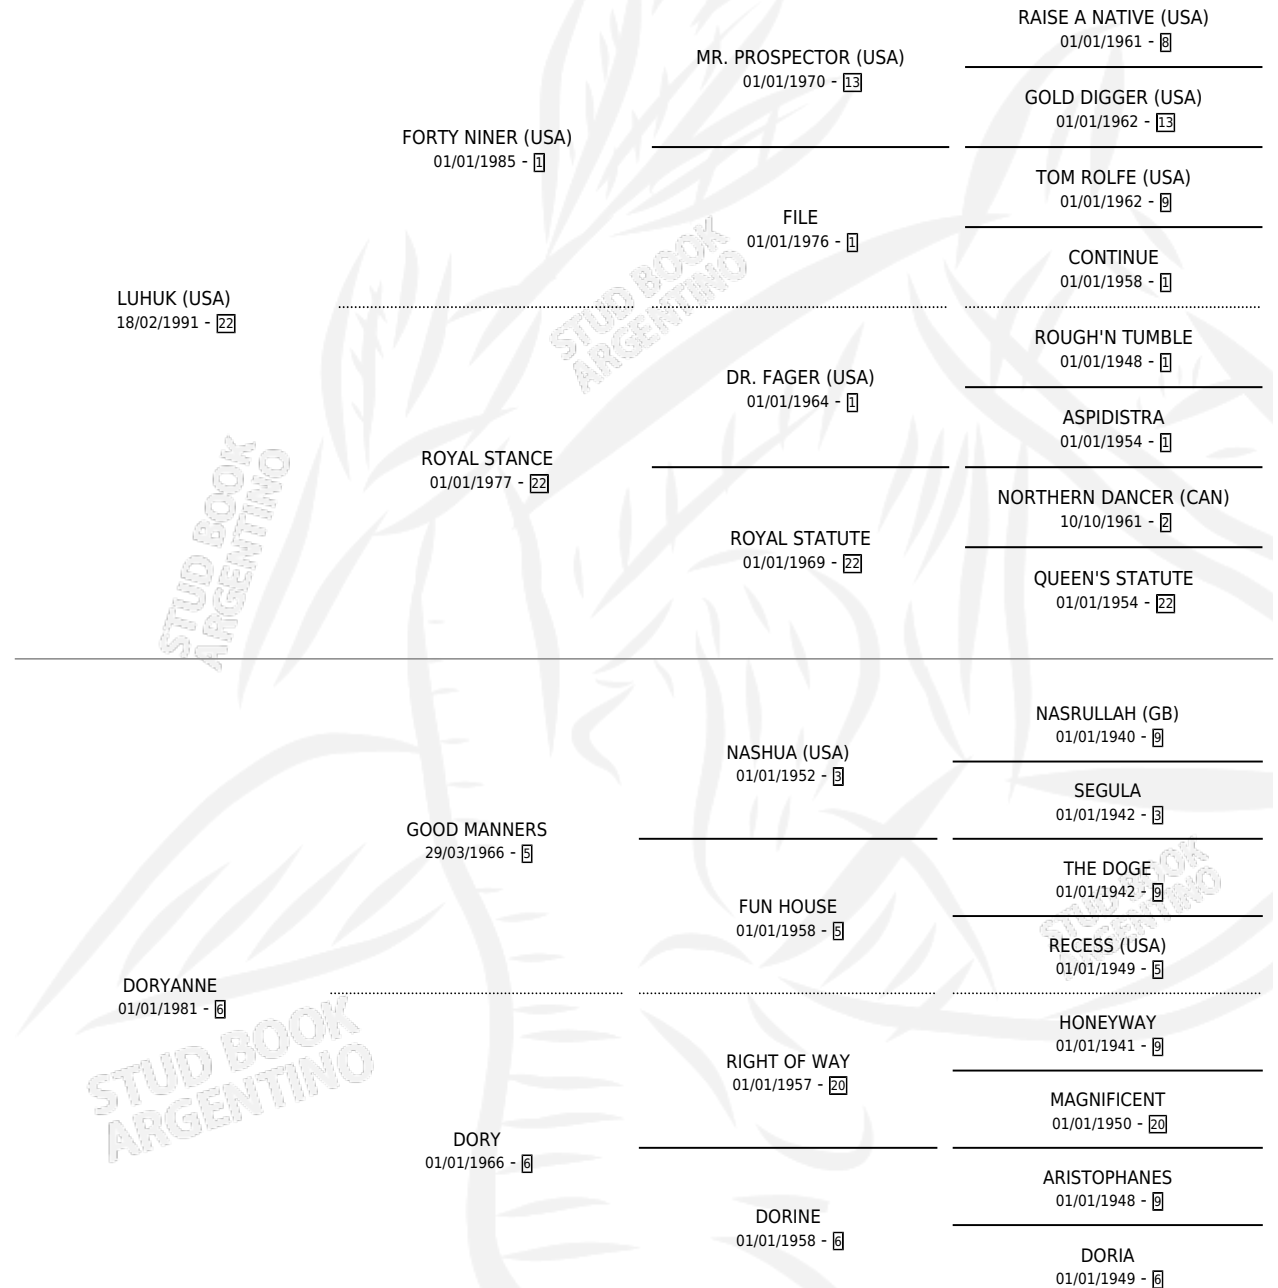 RAISE A NATIVE (USA)
01/01/1961 - 8
MR. PROSPECTOR (USA)
01/01/1970 - 13
GOLD DIGGER (USA)
01/01/1962 - 13
FORTY NINER (USA)
01/01/1985 - 1
TOM ROLFE (USA)
01/01/1962 - 9
FILE
01/01/1976 - 1
CONTINUE
01/01/1958 - 1
LUHUK (USA)
18/02/1991 - 22
STUD BOOK
ARGENTINO
ROUGH'N TUMBLE
01/01/1948 - 1
DR. FAGER (USA)
01/01/1964 - 1
ASPIDISTRA
01/01/1954 - 1
ROYAL STANCE
01/01/1977 - 22
NORTHERN DANCER (CAN)
10/10/1961 - 2
ROYAL STATUTE
01/01/1969 - 22
QUEEN'S STATUTE
01/01/1954 - 22
STUD BOOK
ARGENTINO
NASRULLAH (GB)
01/01/1940 - 9
NASHUA (USA)
01/01/1952 - 3
SEGULA
01/01/1942 - 3
GOOD MANNERS
29/03/1966 - 5
THE DOGE
01/01/1942 - 9
FUN HOUSE
01/01/1958 - 5
RECESS (USA)
01/01/1949 - 5
STUD BOOK
ARGENTINO
DORYANNE
01/01/1981 - 6
HONEYWAY
01/01/1941 - 9
RIGHT OF WAY
01/01/1957 - 20
MAGNIFICENT
01/01/1950 - 20
STUD BOOK
ARGENTINO
DORY
01/01/1966 - 6
ARISTOPHANES
01/01/1948 - 9
DORINE
01/01/1958 - 6
DORIA
01/01/1949 - 6